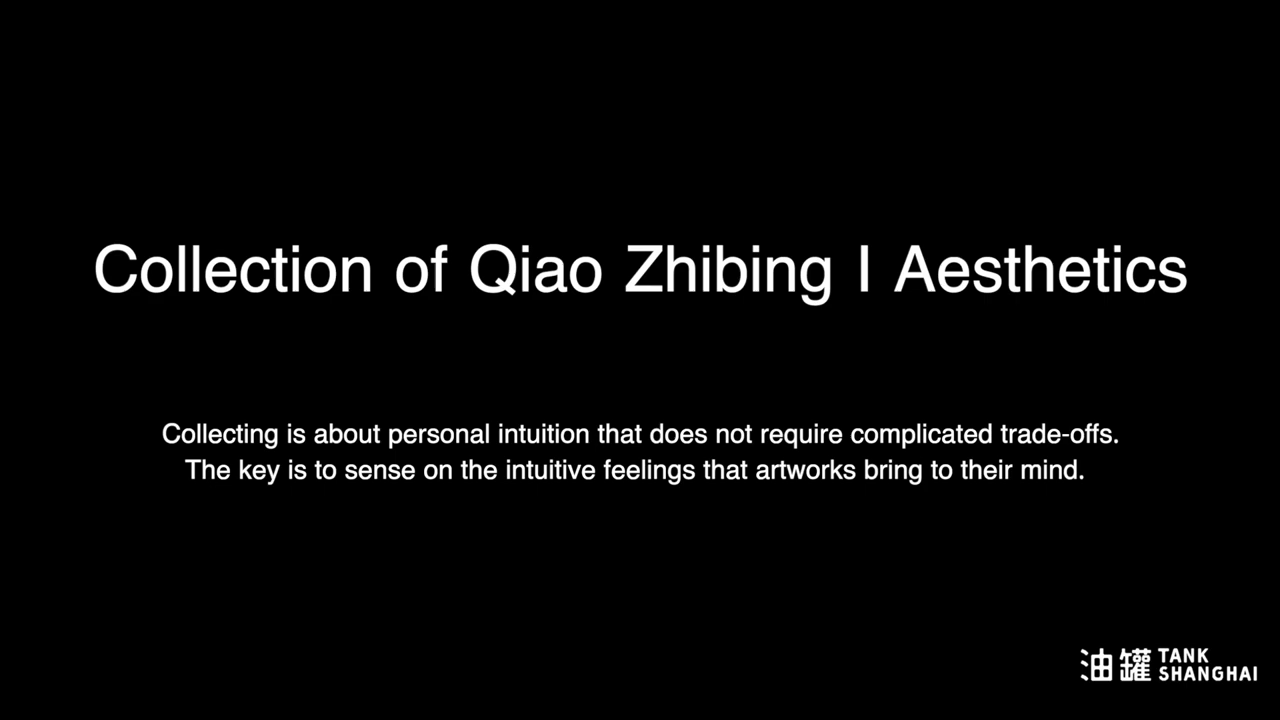 Collection of Qiao Zhibing I Aesthetics
Collecting is about personal intuition that does not require complicated trade-offs.
The key is to sense on the intuitive feelings that artworks bring to their mind.
油罐 TANK
SHANGHAI